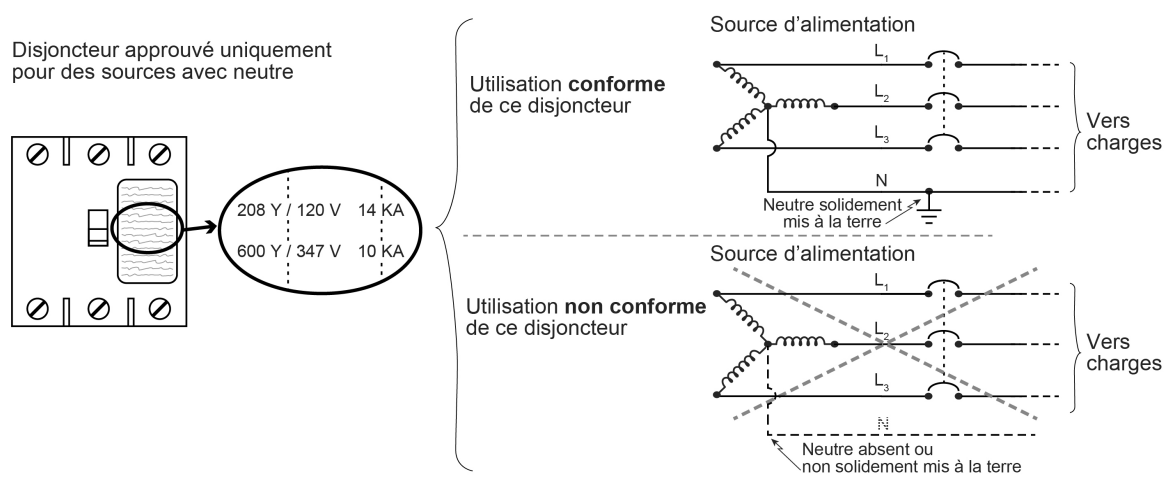 Disjoncteur approuvé uniquement
pour des sources avec neutre
208 Y / 120 V 14 KA
600 Y / 347 V 10 KA
Utilisation conforme
de ce disjoncteur
Source d'alimentation
L1
L2
L3
N
Neutre solidement
mis à la terre
Vers
charges
Utilisation non conforme
de ce disjoncteur
Source d'alimentation
L1
L2
L3
N
Neutre absent ou
non solidement mis à la terre
Vers
charges